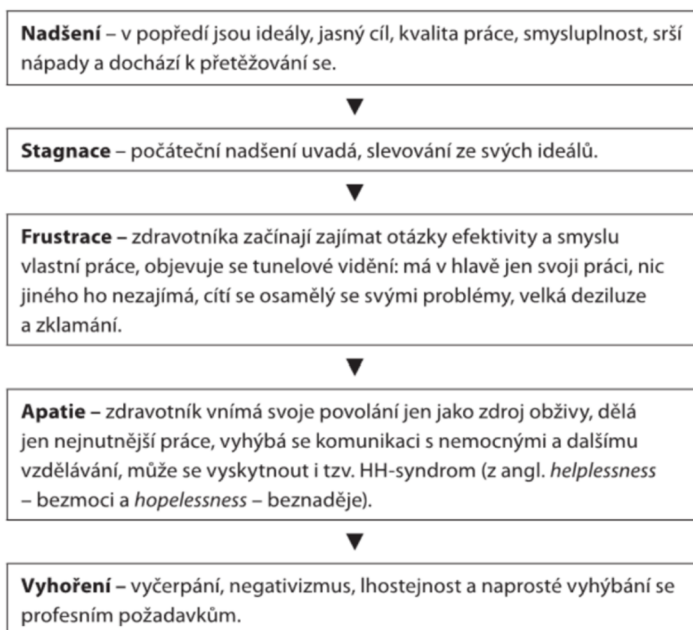 Nadšení – v popředí jsou ideály, jasný cíl, kvalita práce, smysluplnost, srší
nápady a dochází k přetěžování se.
Stagnace – počáteční nadšení uvadá, slevování ze svých ideálů.
Frustrace – zdravotníka začínají zajímat otázky efektivity a smyslu
vlastní práce, objevuje se tunelové vidění: má v hlavě jen svoji práci, nic
jiného ho nezajímá, cítí se osamělý se svými problémy, velká deziluze
a zklamání.
Apatie – zdravotník vnímá svoje povolání jen jako zdroj obživy, dělá
jen nejnutnější práce, vyhýbá se komunikaci s nemocnými a dalšímu
vzdělávání, může se vyskytnout i tzv. HH-syndrom (z angl. helplessness
– bezmoci a hopelessness – beznaděje).
Vyhoření – vyčerpání, negativizmus, lhostejnost a naprosté vyhýbání se
profesním požadavkům.